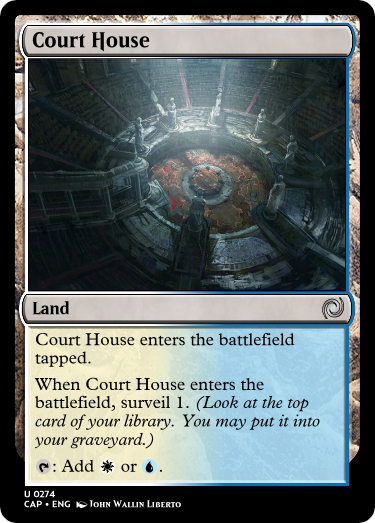 Court House
Land
Court House enters the battlefield
tapped.
When Court House enters the
battlefield, surveil 1. (Look at the top
card of your library. You may put it into
your graveyard.)
: Add or .
U 0274
CAP • ENG John Wallin Liberto